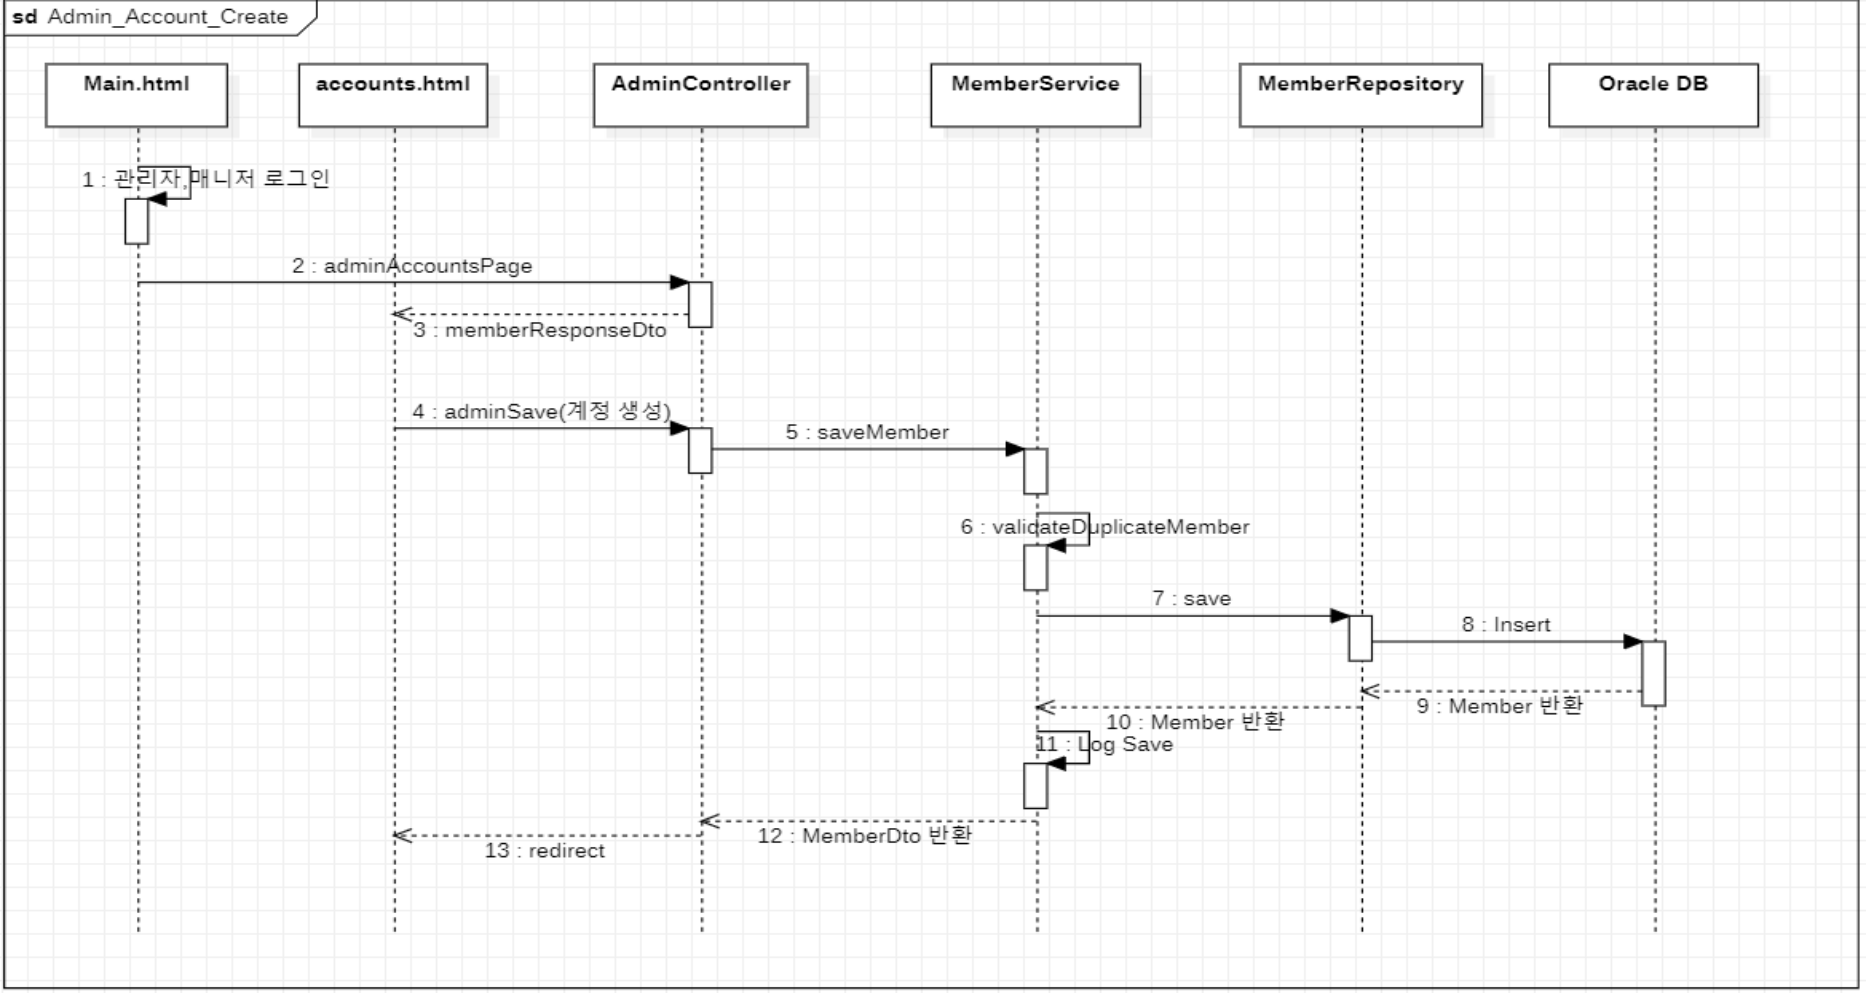 sd Admin_Account_Create
Main.html
accounts.html
AdminController
MemberService
MemberRepository
Oracle DB
1 : 관리자,매니저 로그인
2 : adminAccountsPage
3 : memberResponseDto
4 : adminSave(계정 생성)
5 : saveMember
6 : validateDuplicateMember
7 : save
8 : Insert
9 : Member 반환
10 : Member 반환
11 : Log Save
12 : MemberDto 반환
13 : redirect